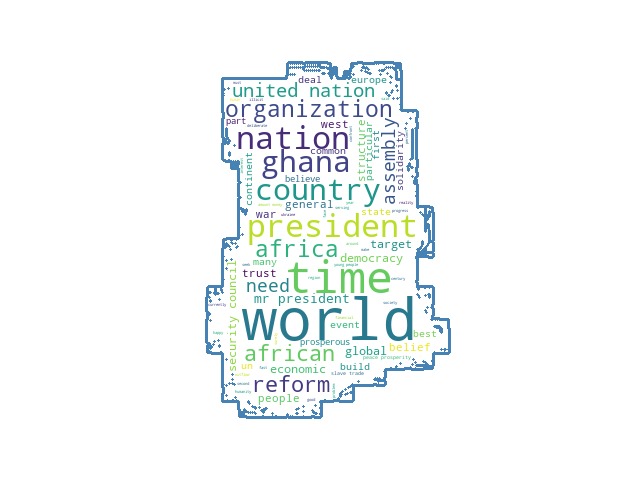 deal
europe
united nation
organization
part
west
nation
common
structure
particular
first
assembly
solidarity
ghana
continent
believe
country
general
war
state
president
africa
target
democracy
many
trust
time
need
security council
mr president
world
event
prosperous
best
african
global
belief
peace prosperity
un
economic
build
slave trade
reform
people